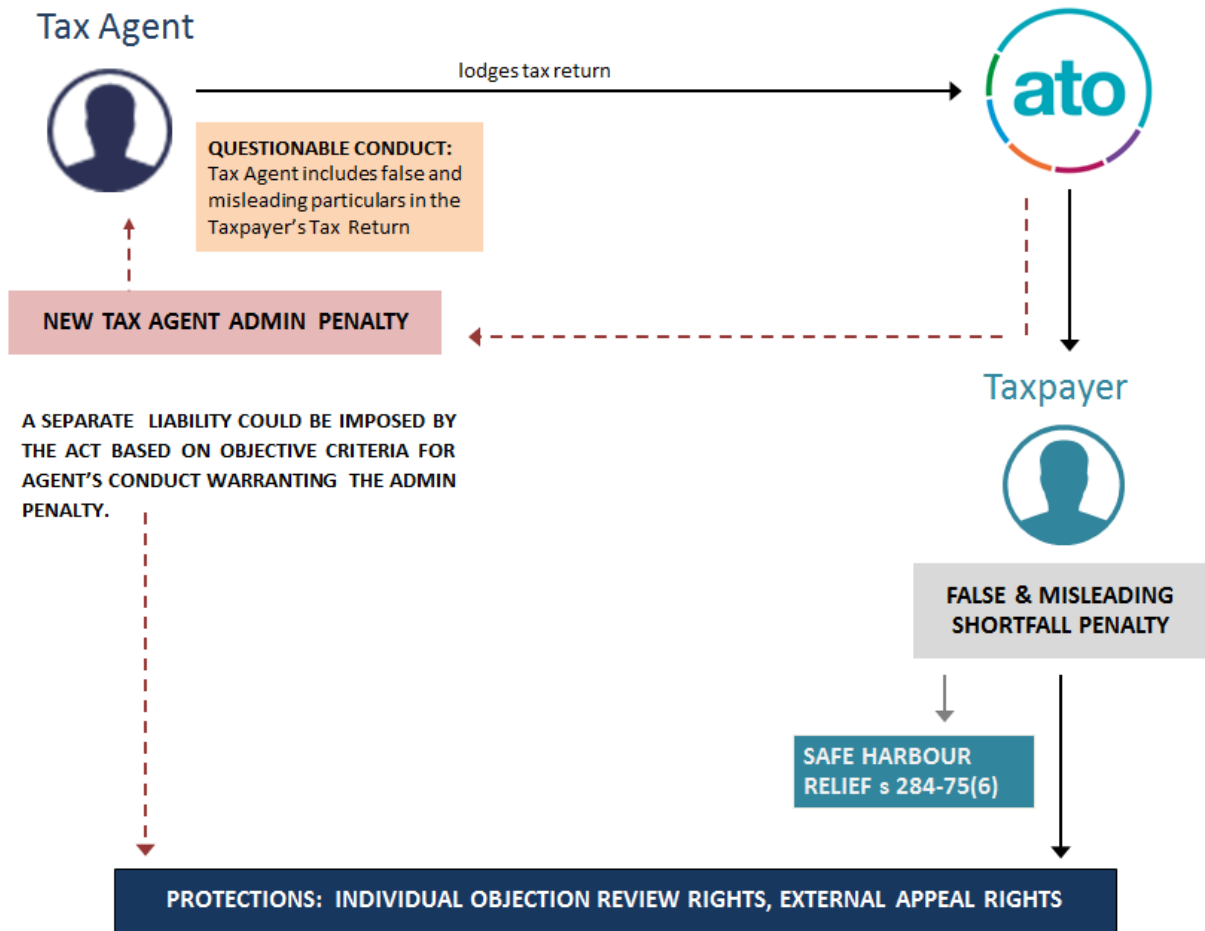 Tax Agent
lodges tax return
ato
QUESTIONABLE CONDUCT:
Tax Agent includes false and
misleading particulars in the
Taxpayer's Tax Return
NEW TAX AGENT ADMIN PENALTY
Taxpayer
A SEPARATE LIABILITY COULD BE IMPOSED BY
THE ACT BASED ON OBJECTIVE CRITERIA FOR
AGENT'S CONDUCT WARRANTING THE ADMIN
PENALTY.
FALSE & MISLEADING
SHORTFALL PENALTY
SAFE HARBOUR
RELIEF s 284-75(6)
PROTECTIONS: INDIVIDUAL OBJECTION REVIEW RIGHTS, EXTERNAL APPEAL RIGHTS